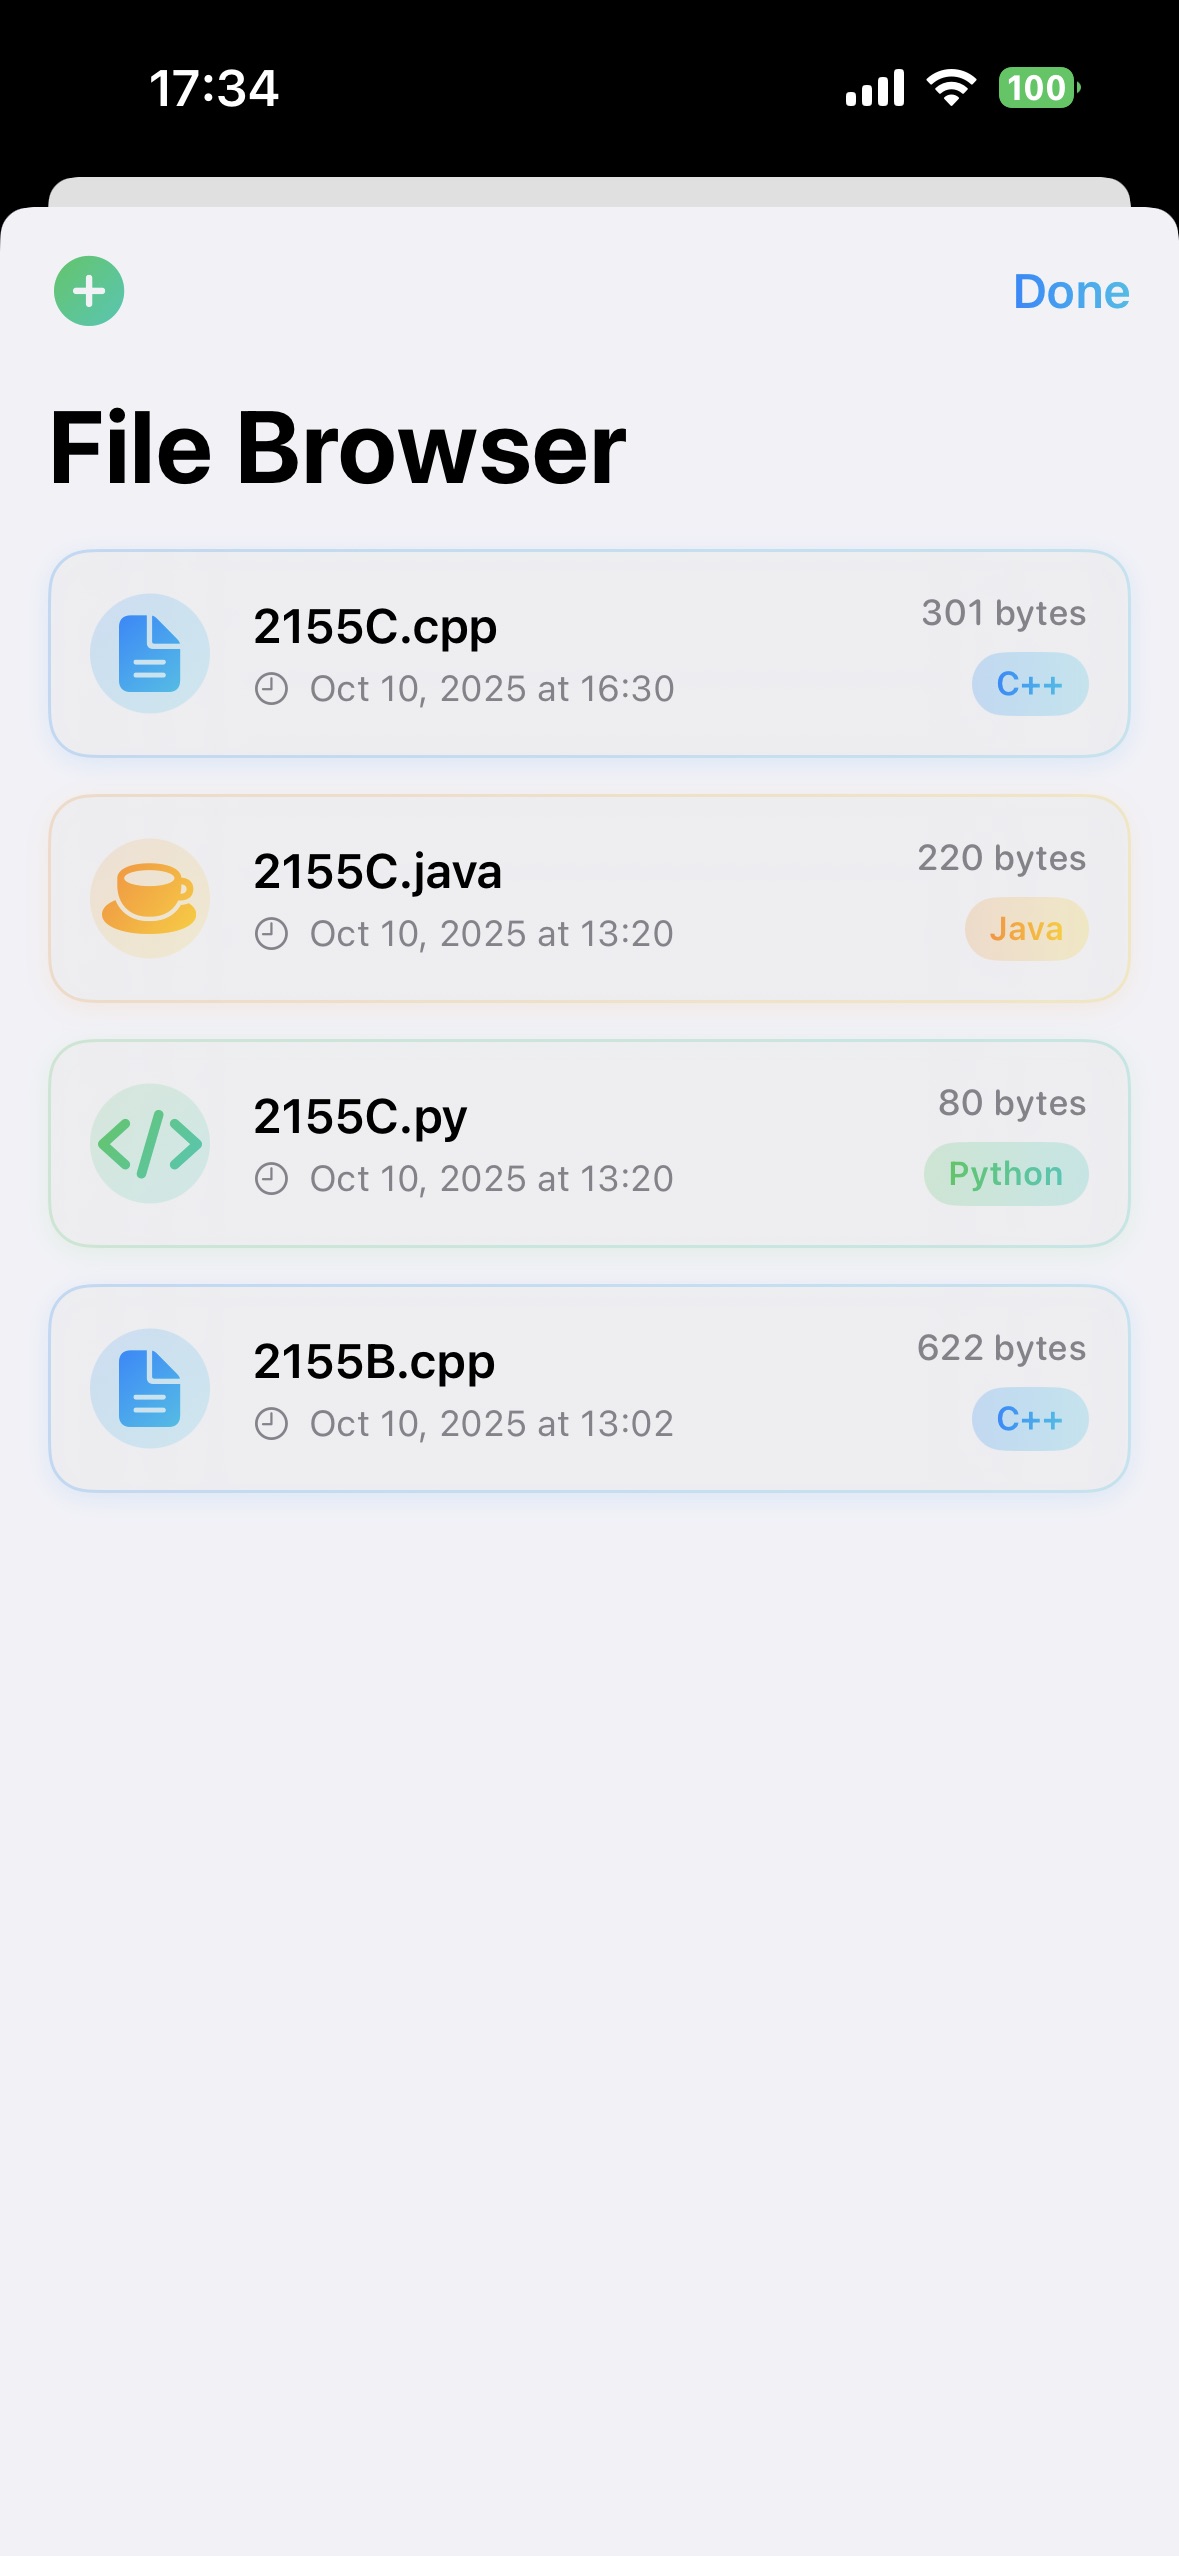 17:34
100
Done
File Browser
2155C.cpp
301 bytes
Oct 10, 2025 at 16:30
C++
2155C.java
220 bytes
Oct 10, 2025 at 13:20
Java
2155C.py
80 bytes
Oct 10, 2025 at 13:20
Python
2155B.cpp
622 bytes
Oct 10, 2025 at 13:02
C++